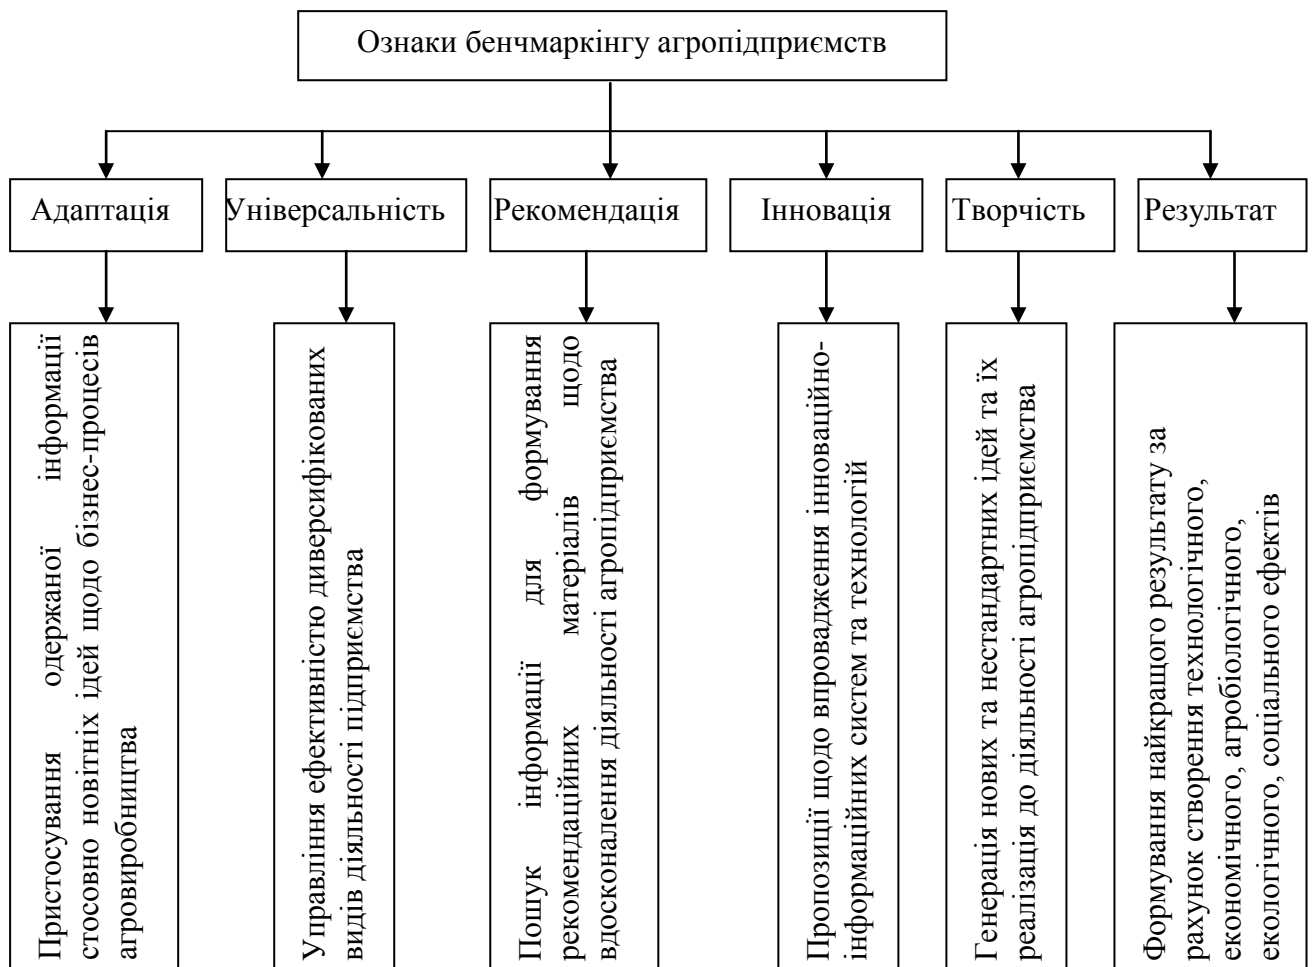 Ознаки бенчмаркінгу агропідприємств
Адаптація
Універсальність
Рекомендація
Інновація
Творчість
Результат
Пристосування одержаної інформації
стосовно новітніх ідей щодо бізнес-процесів
агровиробництва
Управління ефективністю диверсифікованих
видів діяльності підприємства
Пошук інформації для формування
рекомендаційних матеріалів щодо
вдосконалення діяльності агропідприємства
Пропозиції щодо впровадження інноваційно-
інформаційних систем та технологій
Генерація нових та нестандартних ідей та їх
реалізація до діяльності агропідприємства
Формування найкращого результату за
рахунок створення технологічного,
економічного, агробіологічного,
екологічного, соціального ефектів